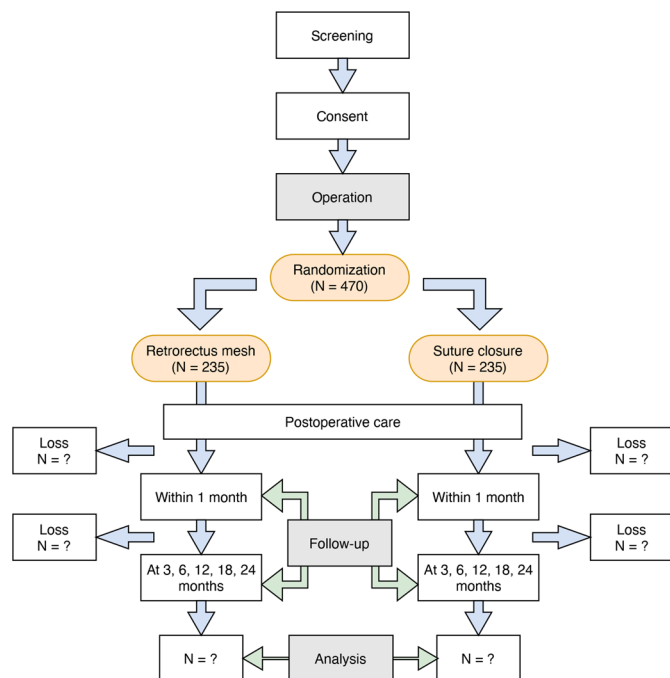 Screening
Consent
Operation
Randomization
(N = 470)
Retrorectus mesh
(N = 235)
Suture closure
(N = 235)
Postoperative care
Loss
N = ?
Loss
N = ?
Within 1 month
Within 1 month
Loss
N = ?
Follow-up
Loss
N = ?
At 3, 6, 12, 18, 24
months
At 3, 6, 12, 18, 24
months
N = ?
Analysis
N = ?